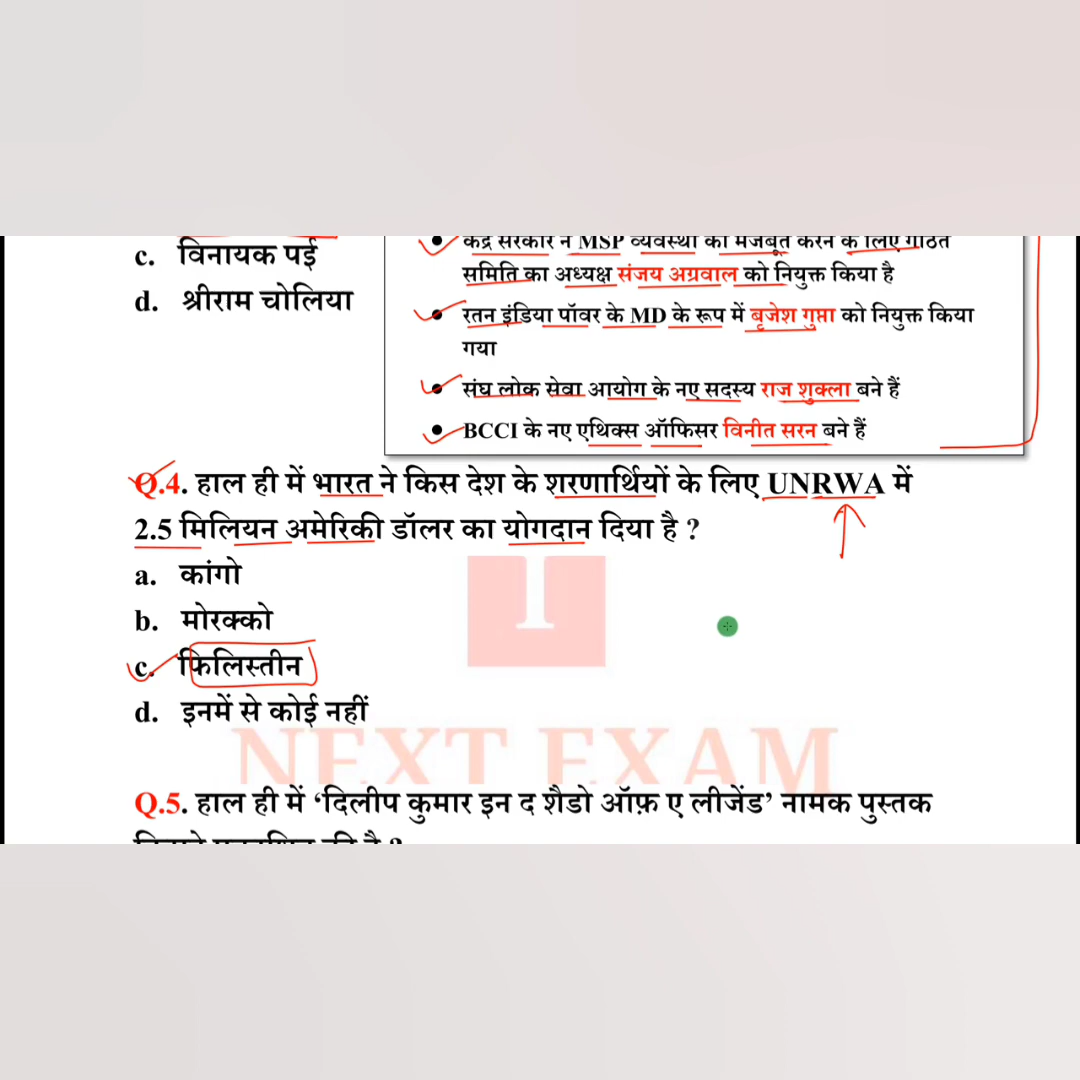 c. विनायक पई
d. श्रीराम चोलिया
केंद्र सरकार ने MSP व्यवस्था को मजबूत करने के लिए गठित
समिति का अध्यक्ष संजय अग्रवाल को नियुक्त किया है
रतन इंडिया पॉवर के MD के रूप में बृजेश गुप्ता को नियुक्त किया
गया
संघ लोक सेवा आयोग के नए सदस्य राज शुक्ला बने हैं
BCCI के नए एथिक्स ऑफिसर विनीत सरन बने हैं
Q.4. हाल ही में भारत ने किस देश के शरणार्थियों के लिए UNRWA में
2.5 मिलियन अमेरिकी डॉलर का योगदान दिया है ?
a. कांगो
b. मोरक्को
c. फिलिस्तीन
d. इनमें से कोई नहीं
NEXT EXAM
Q.5. हाल ही में ‘दिलीप कुमार इन द शैडो ऑफ़ ए लीजेंड’ नामक पुस्तक